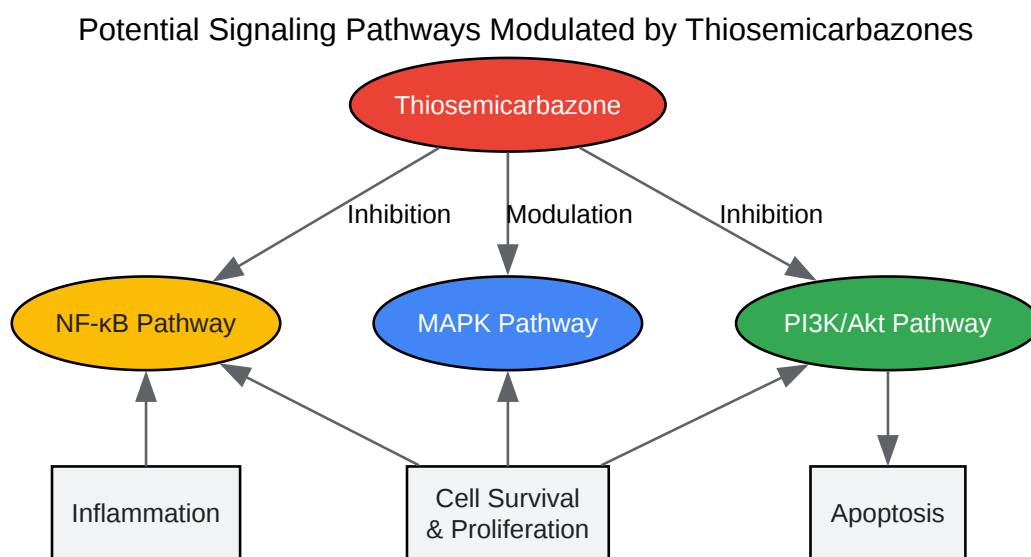 Potential Signaling Pathways Modulated by Thiosemicarbazones
Thiosemicarbazone
Inhibition
Modulation
Inhibition
NF-κB Pathway
MAPK Pathway
PI3K/Akt Pathway
Inflammation
Cell Survival
& Proliferation
Apoptosis